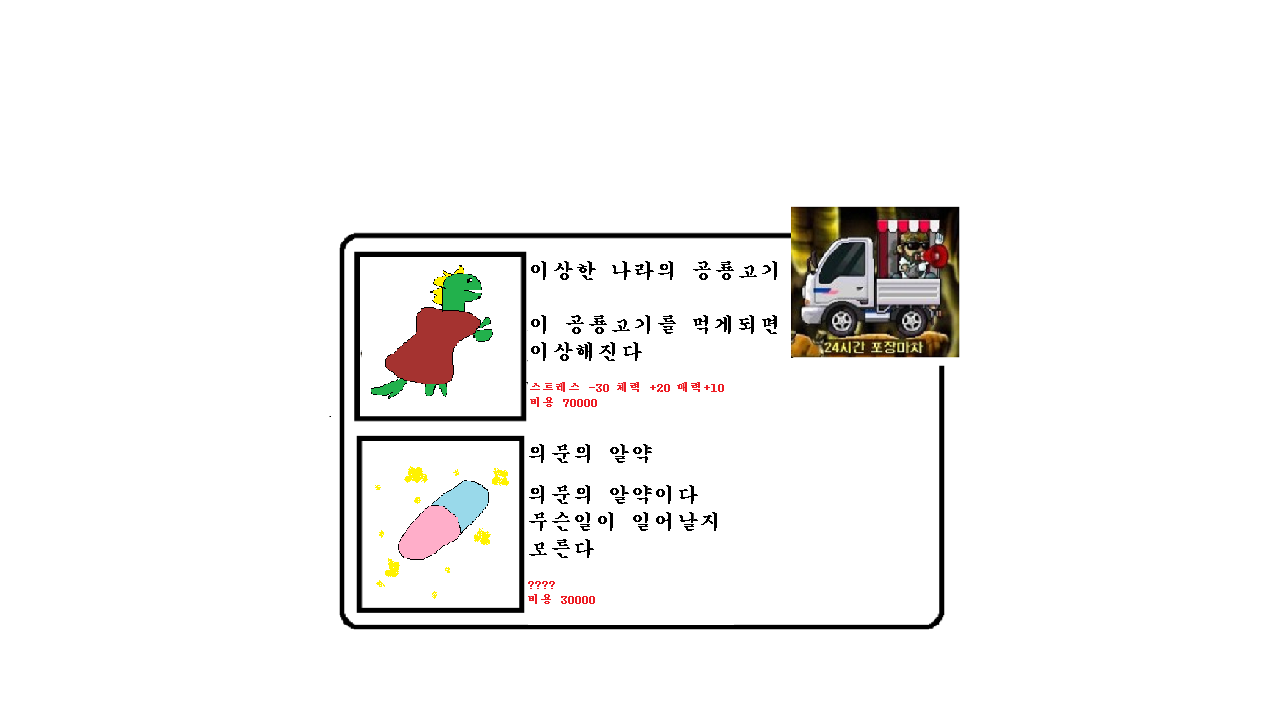 이상한 나라의 공룡고기
이 공룡고기를 먹게되면
이상해진다
스트레스 -30 체력 +20 매력+10
비용 70000
24시간 포장마차
의문의 알약
의문의 알약이다
무슨일이 일어날지
모른다
????
비용 30000